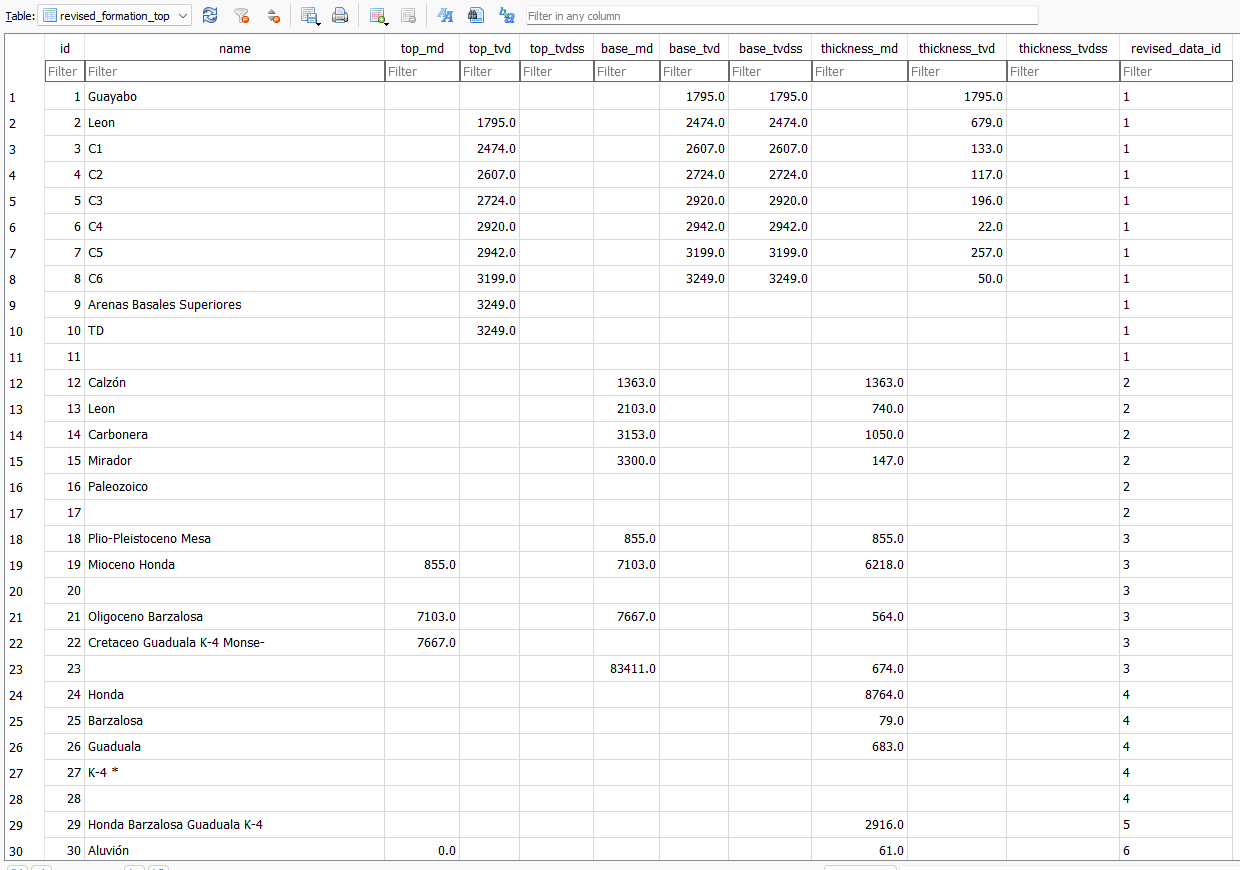 Table: revised_formation_top Filter in any column
id name top_md top_tvd top_tvdss base_md base_tvd base_tvdss thickness_md thickness_tvd thickness_tvdss revised_data_id
Filter Filter Filter Filter Filter Filter Filter Filter Filter Filter Filter Filter
1 1 Guayabo 1795.0 1795.0 1795.0 1
2 2 Leon 1795.0 2474.0 2474.0 679.0 1
3 3 C1 2474.0 2607.0 2607.0 133.0 1
4 4 C2 2607.0 2724.0 2724.0 117.0 1
5 5 C3 2724.0 2920.0 2920.0 196.0 1
6 6 C4 2920.0 2942.0 2942.0 22.0 1
7 7 C5 2942.0 3199.0 3199.0 257.0 1
8 8 C6 3199.0 3249.0 3249.0 50.0 1
9 9 Arenas Basales Superiores 3249.0 1
10 10 TD 3249.0 1
11 11 1
12 12 Calzón 1363.0 1363.0 2
13 13 Leon 2103.0 740.0 2
14 14 Carbonera 3153.0 1050.0 2
15 15 Mirador 3300.0 147.0 2
16 16 Paleozoico 2
17 17 2
18 18 Plio-Pleistoceno Mesa 855.0 855.0 3
19 19 Mioceno Honda 855.0 7103.0 6218.0 3
20 20 3
21 21 Oligoceno Barzalosa 7103.0 7667.0 564.0 3
22 22 Cretaceo Guaduala K-4 Monse- 7667.0 3
23 23 83411.0 674.0 3
24 24 Honda 8764.0 4
25 25 Barzalosa 79.0 4
26 26 Guaduala 683.0 4
27 27 K-4 * 4
28 28 4
29 29 Honda Barzalosa Guaduala K-4 2916.0 5
30 30 Aluvión 0.0 61.0 6